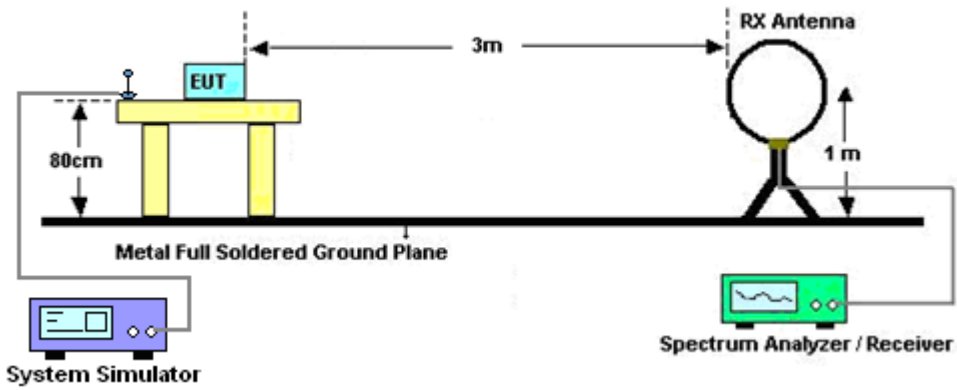 RX Antenna
3m
EUT
80cm
1 m
Metal Full Soldered Ground Plane
Spectrum Analyzer / Receiver
System Simulator